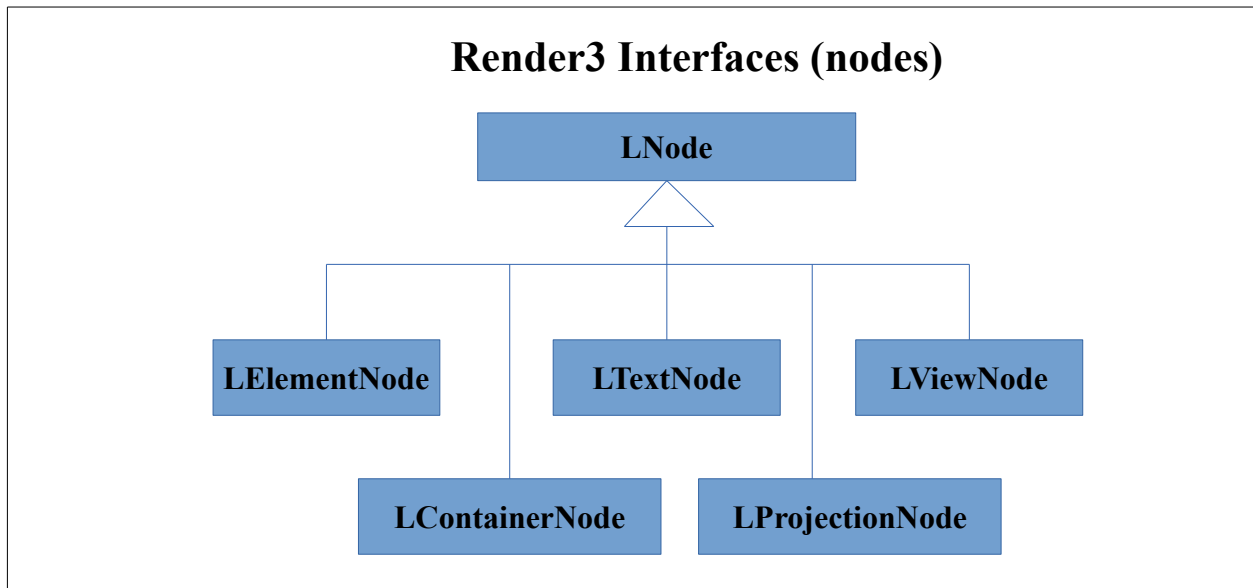 Render3 Interfaces (nodes)
LNode
LElementNode
LTextNode
LViewNode
LContainerNode
LProjectionNode